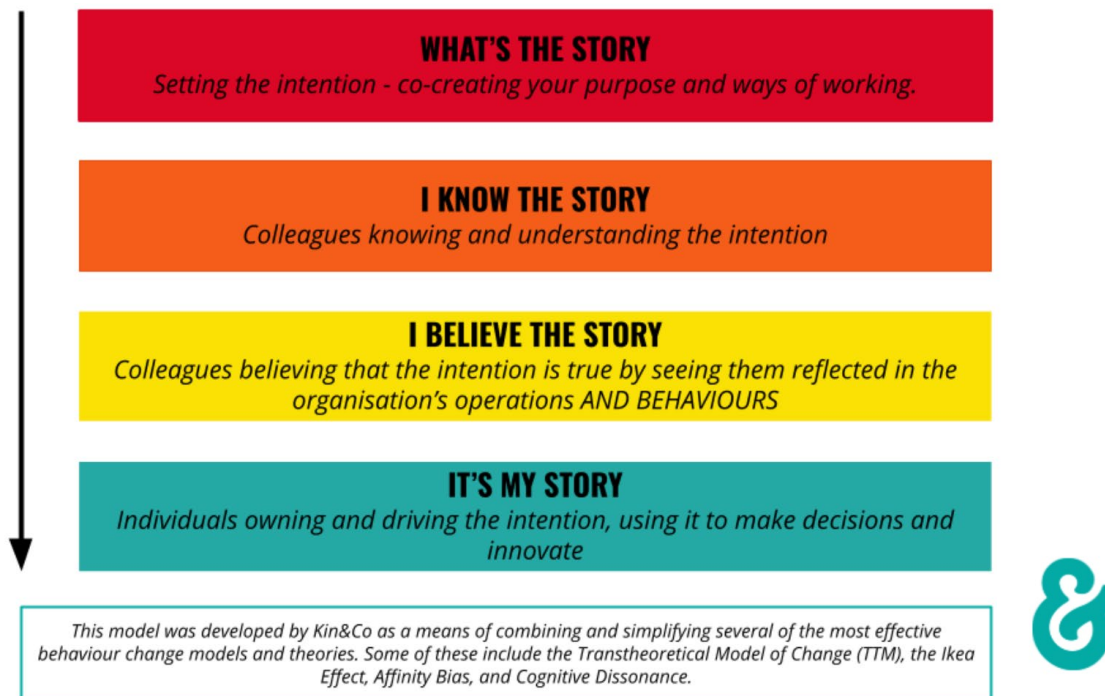 WHAT'S THE STORY
Setting the intention - co-creating your purpose and ways of working.
I KNOW THE STORY
Colleagues knowing and understanding the intention
I BELIEVE THE STORY
Colleagues believing that the intention is true by seeing them reflected in the
organisation's operations AND BEHAVIOURS
IT'S MY STORY
Individuals owning and driving the intention, using it to make decisions and
innovate
This model was developed by Kin&Co as a means of combining and simplifying several of the most effective
behaviour change models and theories. Some of these include the Transtheoretical Model of Change (TTM), the Ikea
Effect, Affinity Bias, and Cognitive Dissonance.
&